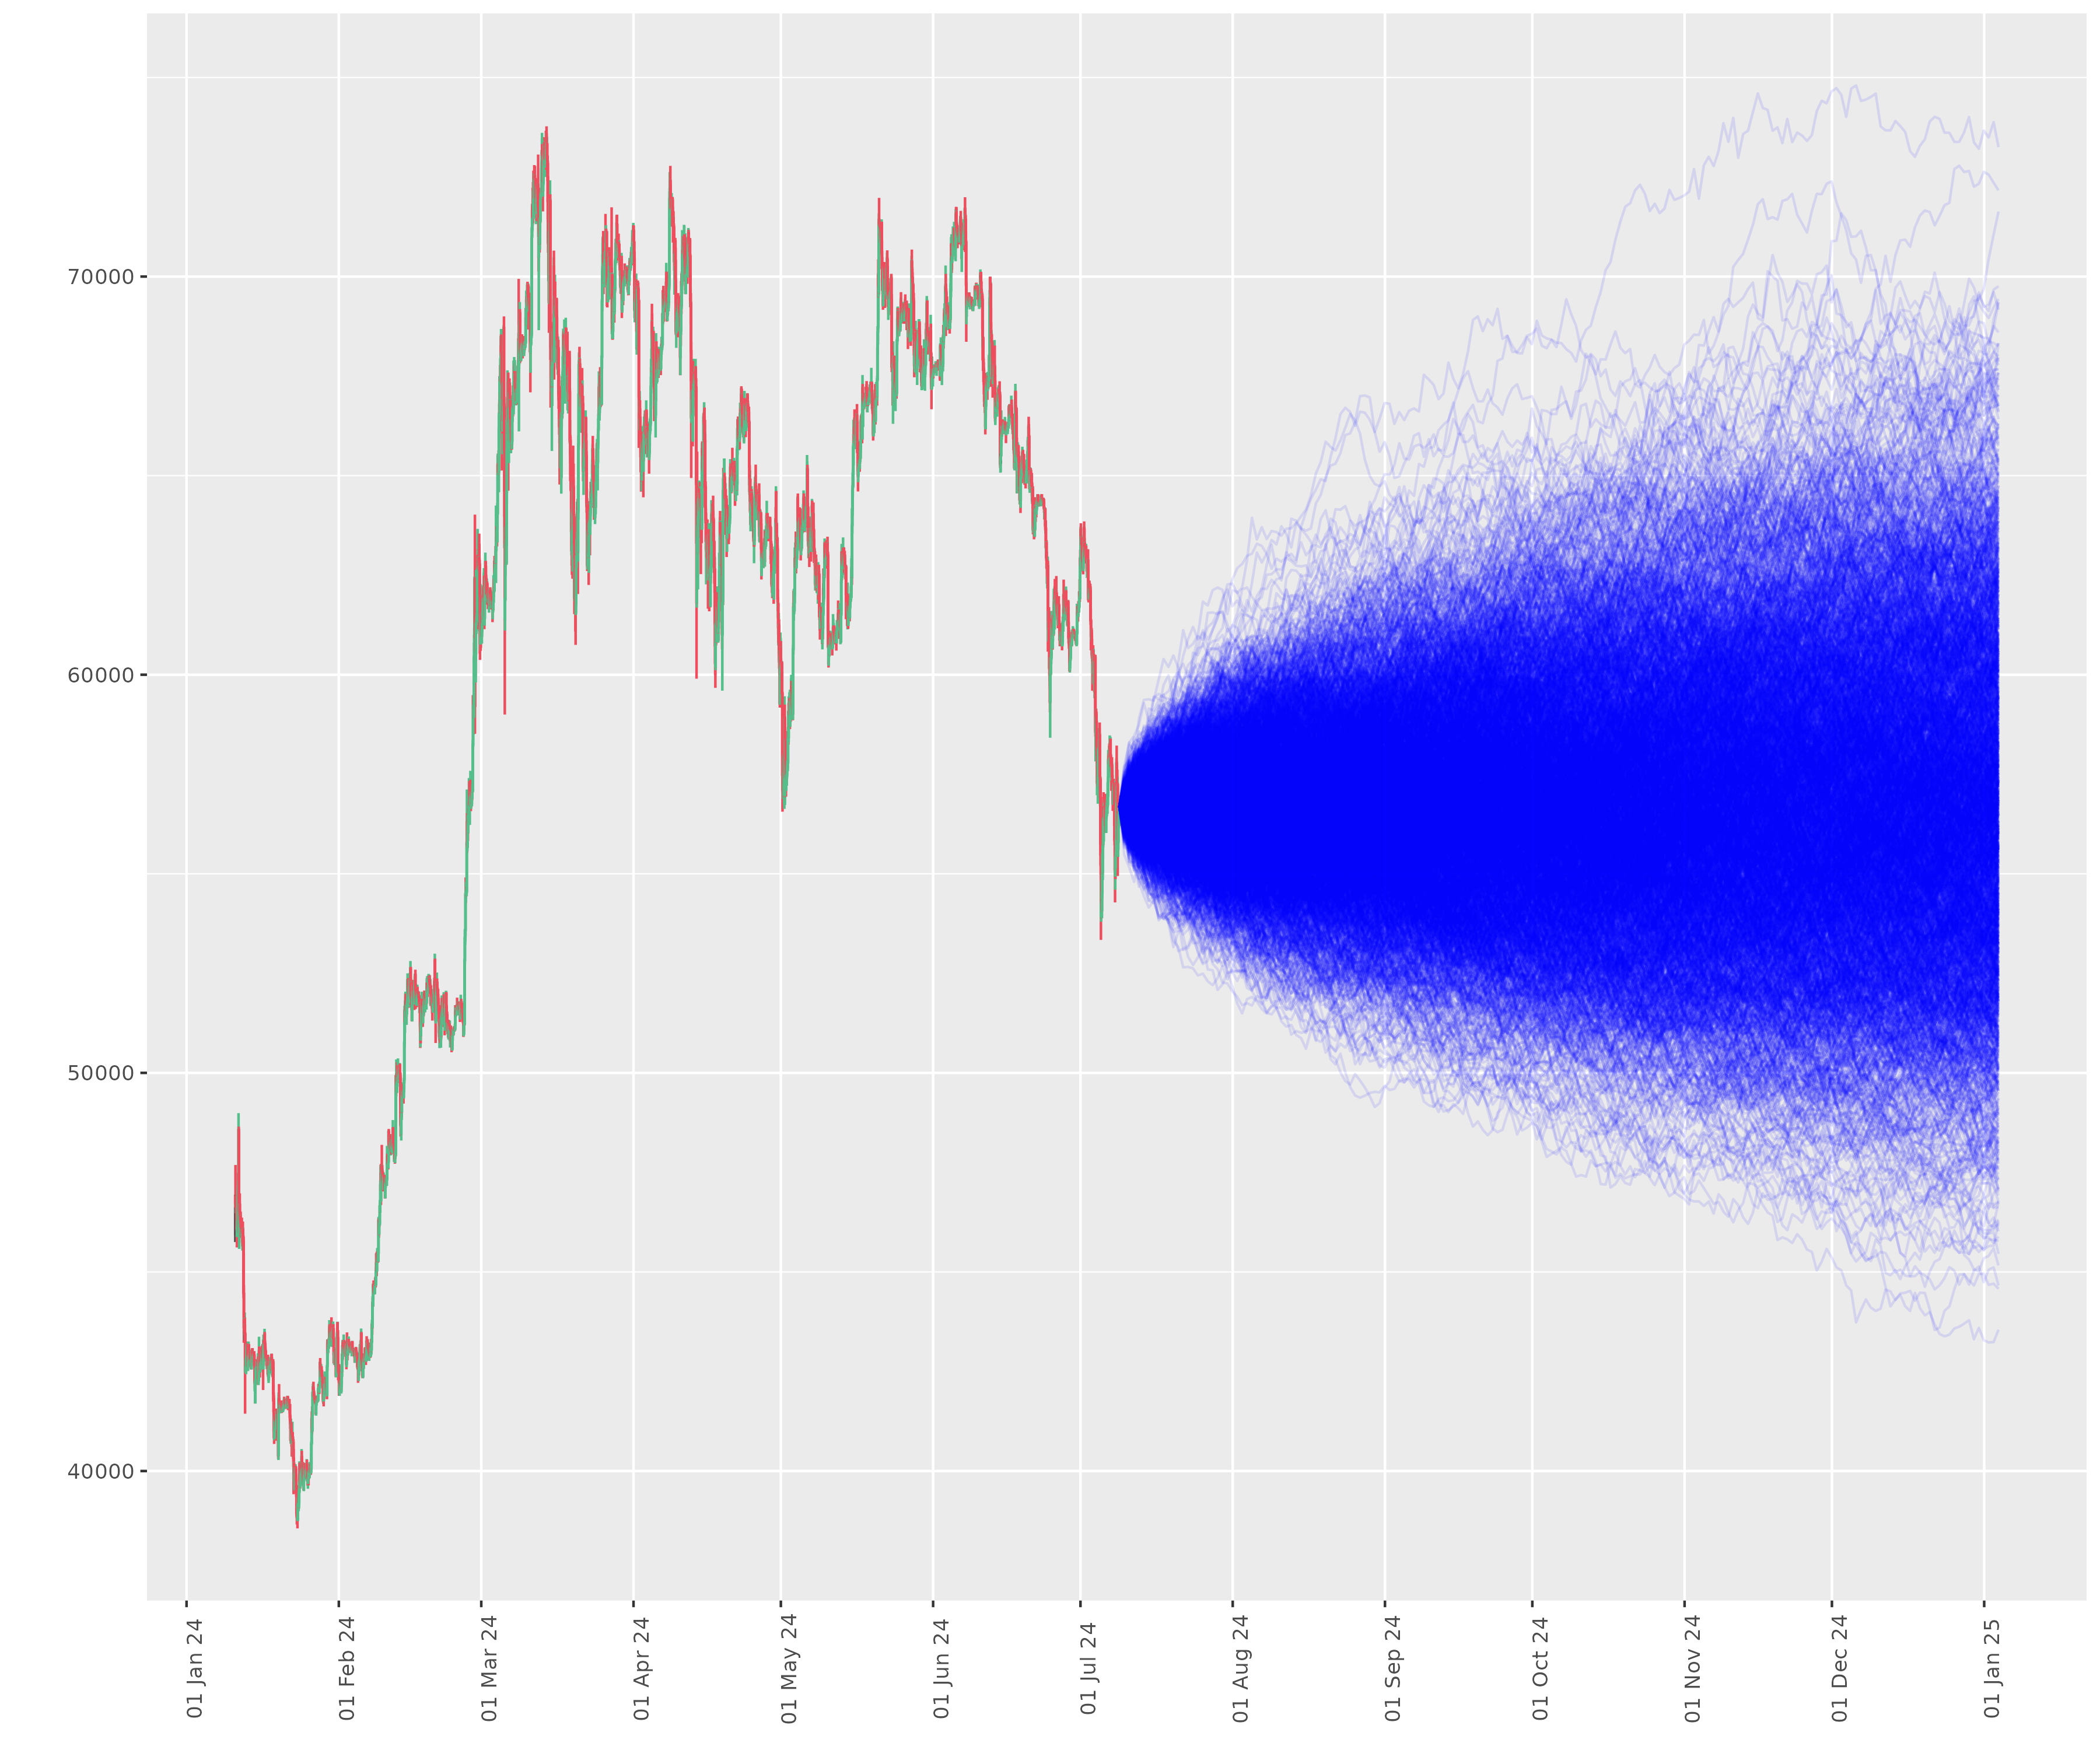 70000
60000
50000
40000
01 Jan 24
01 Feb 24
01 Mar 24
01 Apr 24
01 May 24
01 Jun 24
01 Jul 24
01 Aug 24
01 Sep 24
01 Oct 24
01 Nov 24
01 Dec 24
01 Jan 25